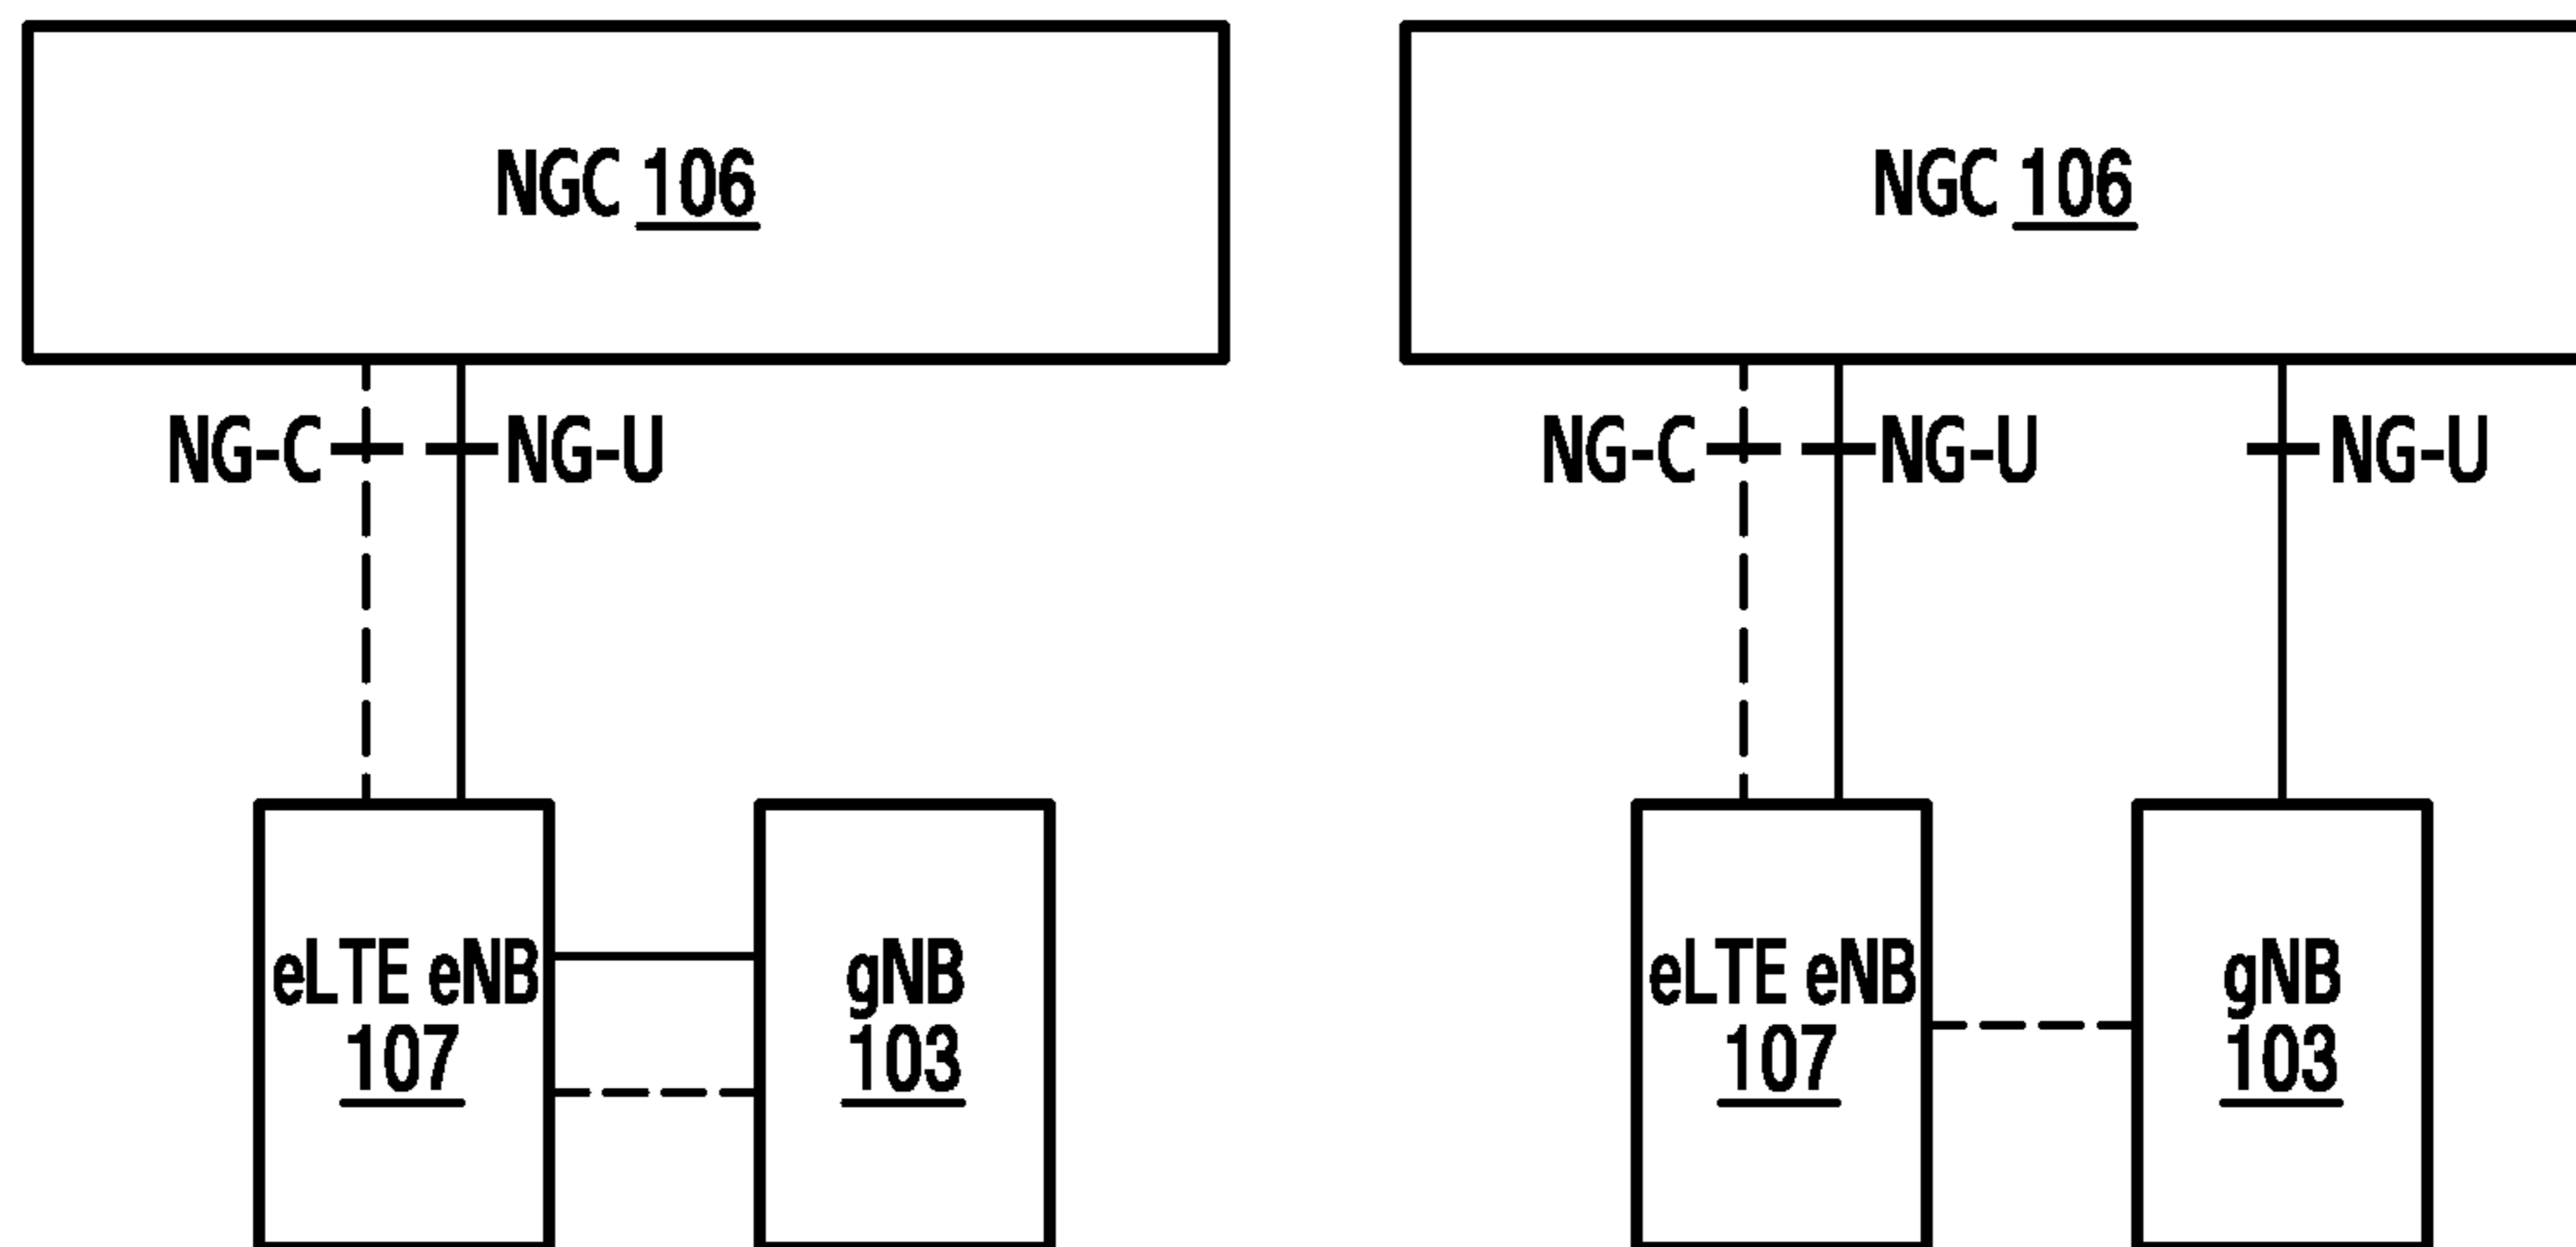 NGC 106
NG-C NG-U
eLTE eNB
107
gNB
103
NGC 106
NG-C NG-U NG-U
eLTE eNB
107
gNB
103